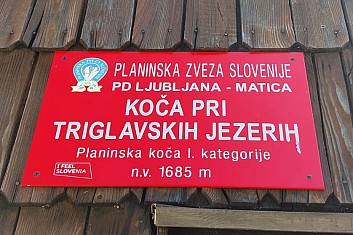 PLANINSKA ZVEZA SLOVENIJE
PD LJUBLJANA - MATICA
KOČA PRI
TRIGLAVSKIH JEZERIH
Planinska koča I. kategorije
n.v. 1685 m
I FEEL
SLOVENIA